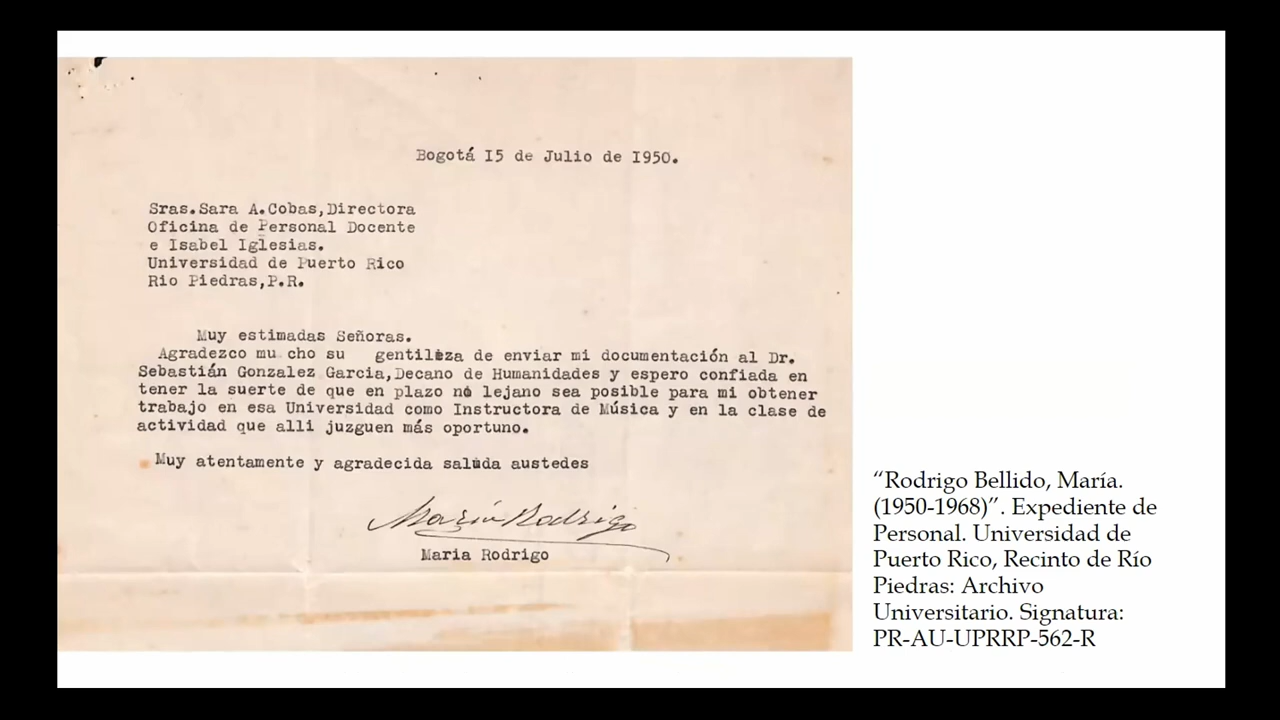 Bogotá I5 de Julio de I950.
Sras.Sara A.Cobas,Directora
Oficina de Personal Docente
e Isabel Iglesias.
Universidad de Puerto Rico
Rio Piedras,P.R.
Muy estimadas Señoras.
Agradezco mu cho su gentileza de enviar mi documentación al Dr.
Sebastián Gonzalez Garcia,Decano de Humanidades y espero confiada en
tener la suerte de que en plazo no lejano sea posible para mi obtener
trabajo en esa Universidad como Instructora de Música y en la clase de
actividad que alli juzguen más oportuno.
Muy atentamente y agradecida saluda austedes
María Rodrigo
Maria Rodrigo
“Rodrigo Bellido, María.
(1950-1968)”. Expediente de
Personal. Universidad de
Puerto Rico, Recinto de Río
Piedras: Archivo
Universitario. Signatura:
PR-AU-UPRRP-562-R